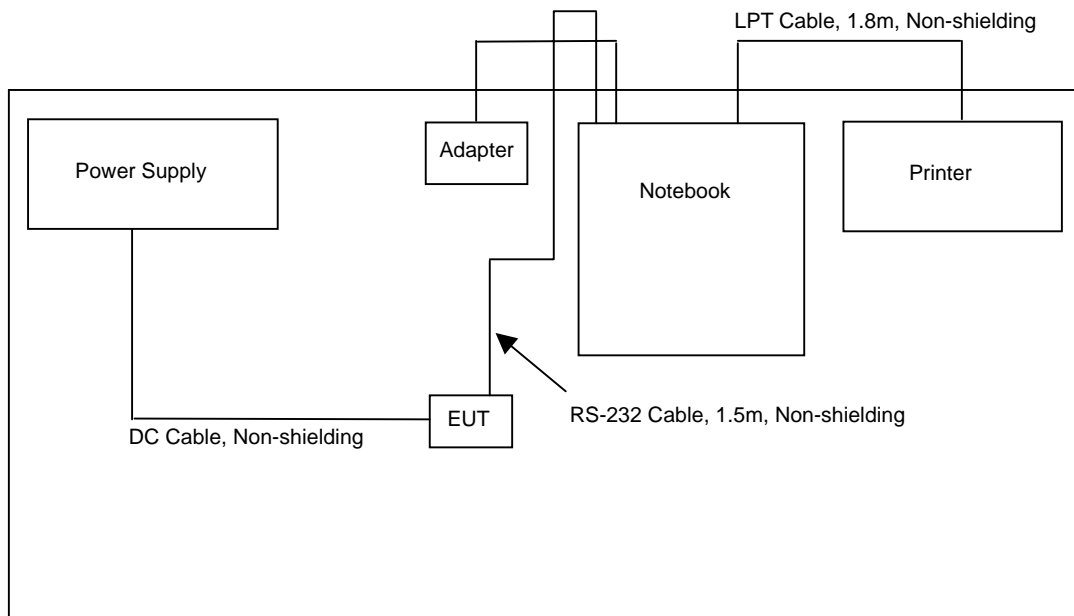 LPT Cable, 1.8m, Non-shielding
Power Supply
Adapter
Notebook
Printer
EUT
RS-232 Cable, 1.5m, Non-shielding
DC Cable, Non-shielding